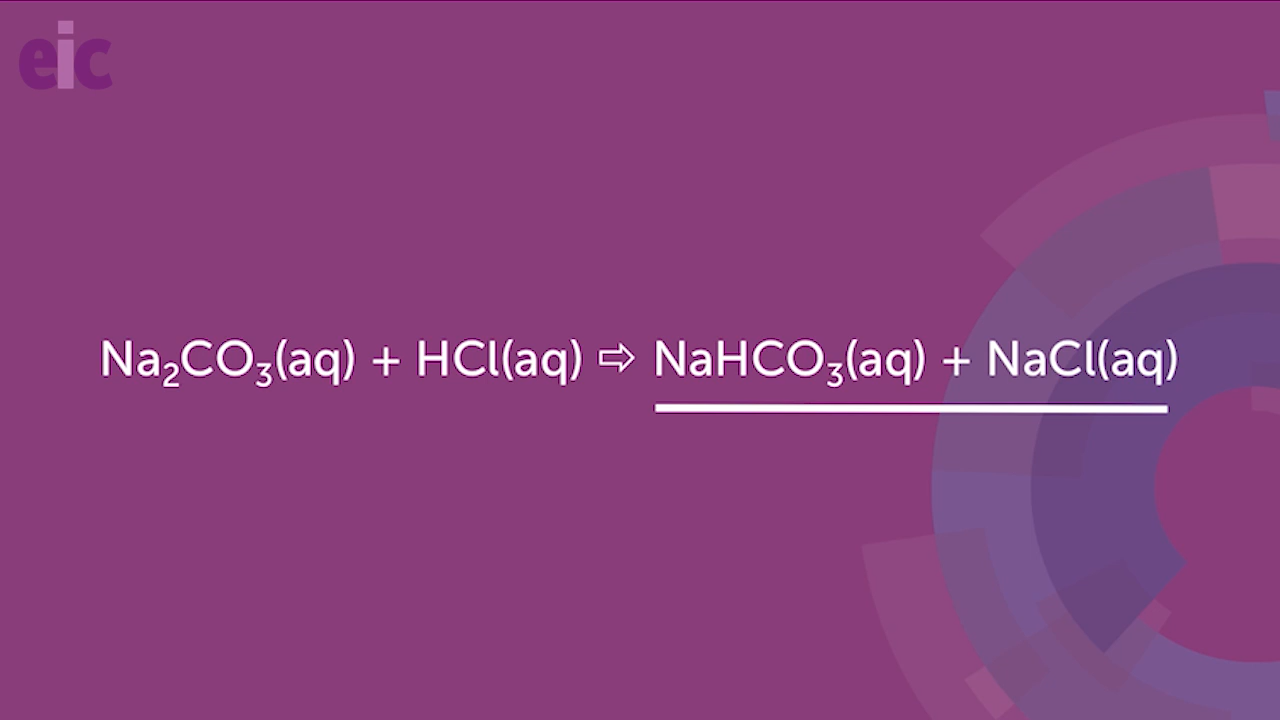 eic
Na₂CO₃(aq) + HCl(aq) ⇨ NaHCO₃(aq) + NaCl(aq)